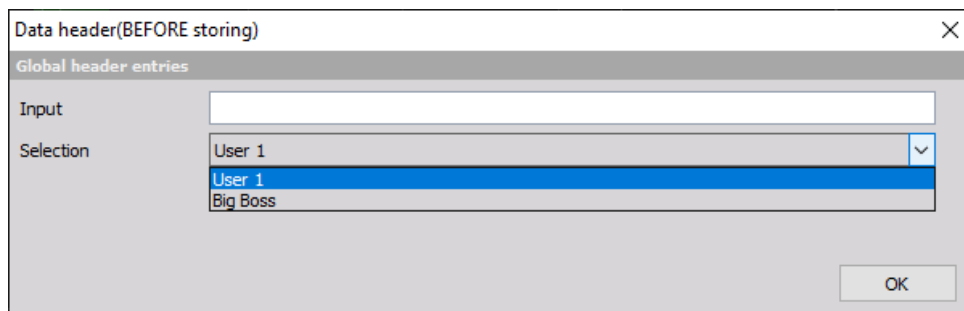 Data header(BEFORE storing)
Global header entries
Input
Selection User 1
User 1
Big Boss
OK